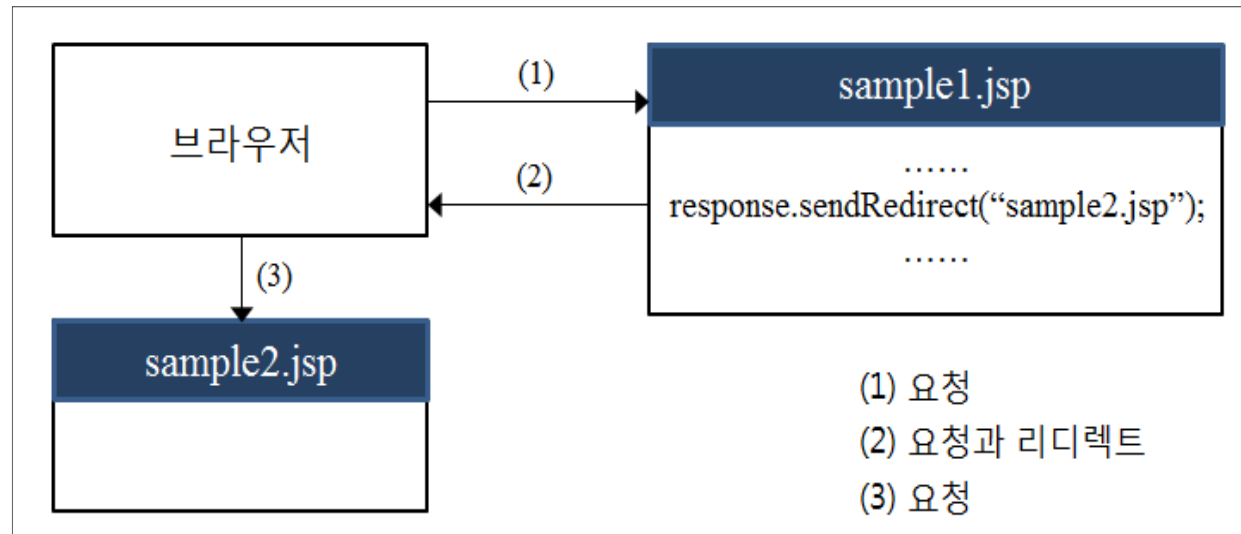 브라우저
(1)
sample1.jsp
(2)
……
response.sendRedirect(“sample2.jsp”);
……
(3)
sample2.jsp
(1) 요청
(2) 요청과 리디렉트
(3) 요청